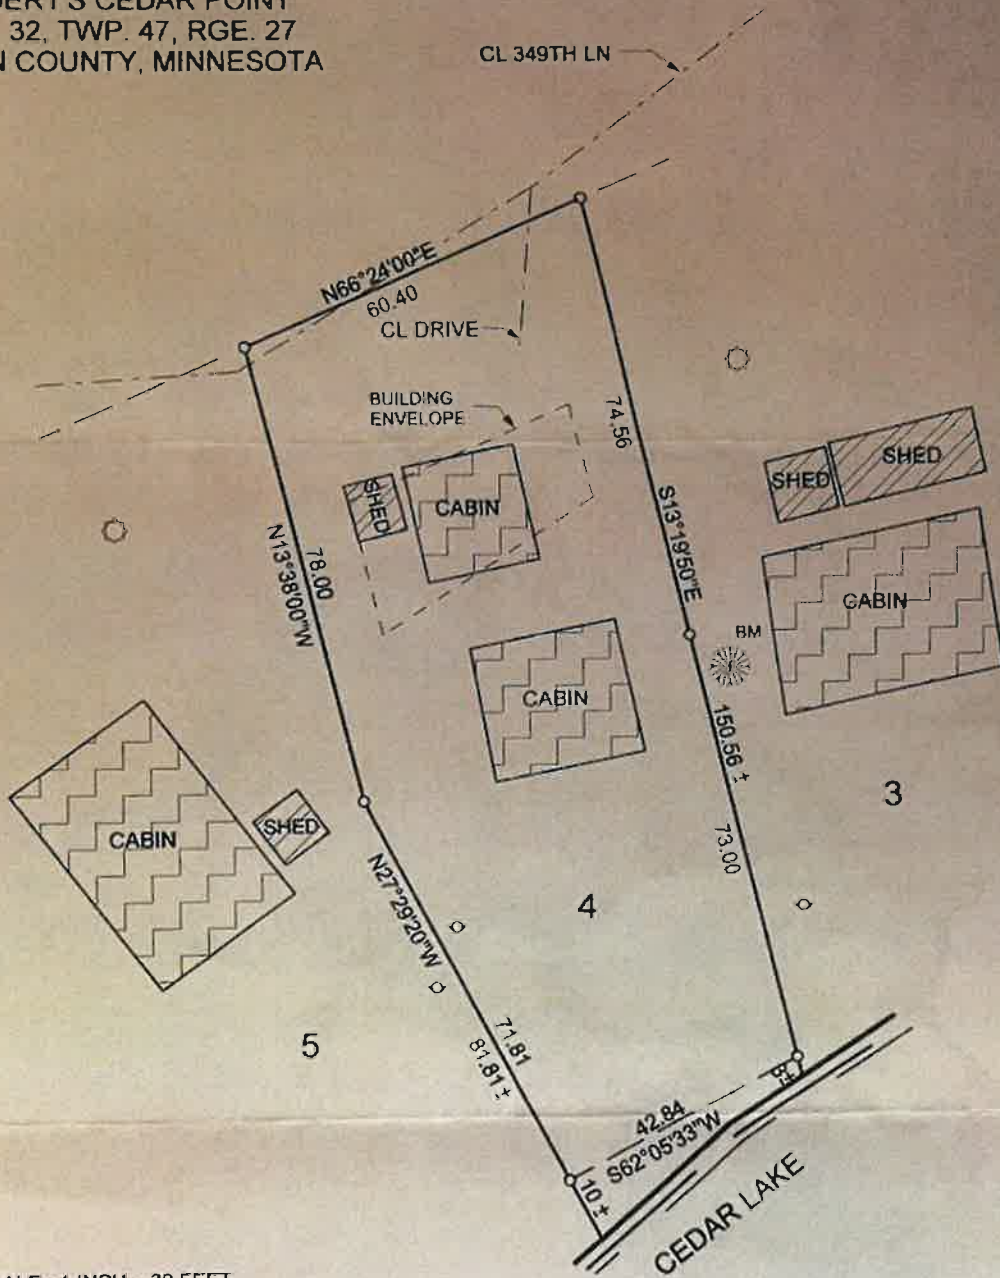 CEDAR POINT
32, TWP. 47, RGE. 27
COUNTY, MINNESOTA
CL 349TH LN
N66°24'00"E
60.40
CL DRIVE
BUILDING
ENVELOPE
74.56
SHED
SHED
SHED
CABIN
S13°19'50"E
N13°38'00"W
78.00
CABIN
BM
CABIN
150.56 ±
3
CABIN
SHED
73.00
N27°29'20"W
4
5
71.81
81.81 ±
42.84
S62°05'33"W
10 ±
CEDAR LAKE